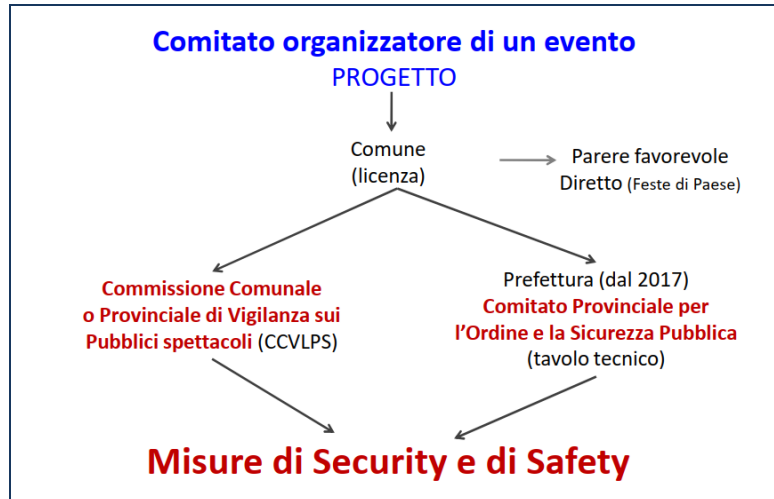 Comitato organizzatore di un evento
PROGETTO
Comune
(licenza)
Parere favorevole
Diretto (Feste di Paese)
Commissione Comunale
o Provinciale di Vigilanza sui
Pubblici spettacoli (CCVLPS)
Prefettura (dal 2017)
Comitato Provinciale per
l'Ordine e la Sicurezza Pubblica
(tavolo tecnico)
Misure di Security e di Safety